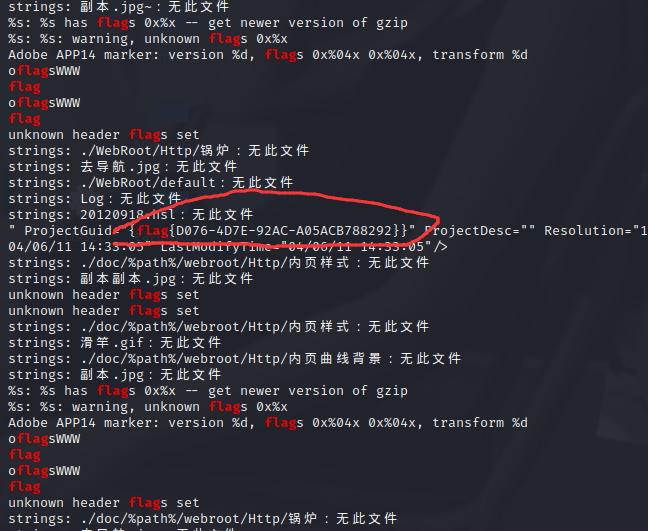 strings: 副本.jpg~：无此文件
%s: %s has flags 0x%x -- get newer version of gzip
%s: %s: warning, unknown flags 0x%x
Adobe APP14 marker: version %d, flags 0x%04x 0x%04x, transform %d
oflagsWWW
flag
oflagsWWW
flag
unknown header flags set
strings: ./WebRoot/Http/锅炉：无此文件
strings: 去导航.jpg：无此文件
strings: ./WebRoot/default：无此文件
strings: Log：无此文件
strings: 20120918.hsl：无此文件
" ProjectGuid="{flag{D076-4D7E-92AC-A05ACB788292}}" ProjectDesc="" Resolution="1
04/06/11 14:33:05" LastModifyTime="04/06/11 14:33:05"/>
strings: ./doc/%path%/webroot/Http/内页样式：无此文件
strings: 副本副本.jpg：无此文件
unknown header flags set
unknown header flags set
strings: ./doc/%path%/webroot/Http/内页样式：无此文件
strings: 滑竿.gif：无此文件
strings: ./doc/%path%/webroot/Http/内页曲线背景：无此文件
strings: 副本.jpg：无此文件
%s: %s has flags 0x%x -- get newer version of gzip
%s: %s: warning, unknown flags 0x%x
Adobe APP14 marker: version %d, flags 0x%04x 0x%04x, transform %d
oflagsWWW
flag
oflagsWWW
flag
unknown header flags set
strings: ./doc/%path%/webroot/Http/锅炉：无此文件